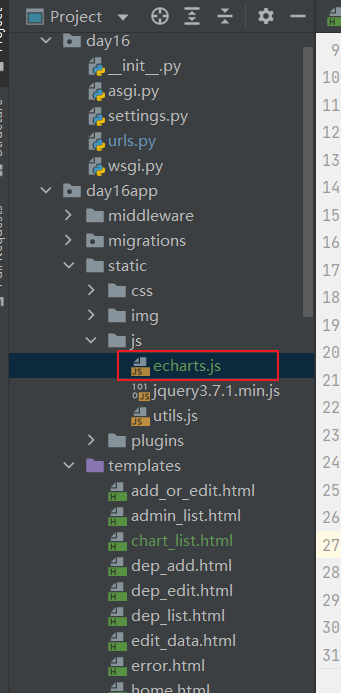 Project
day16
__init__.py
asgi.py
settings.py
urls.py
wsgi.py
day16app
middleware
migrations
static
css
img
js
echarts.js
jquery3.7.1.min.js
utils.js
plugins
templates
add_or_edit.html
admin_list.html
chart_list.html
dep_add.html
dep_edit.html
dep_list.html
edit_data.html
error.html
home.html
9
10
11
12
13
14
15
16
17
18
19
20
21
22
23
24
25
26
27
28
29
30
31